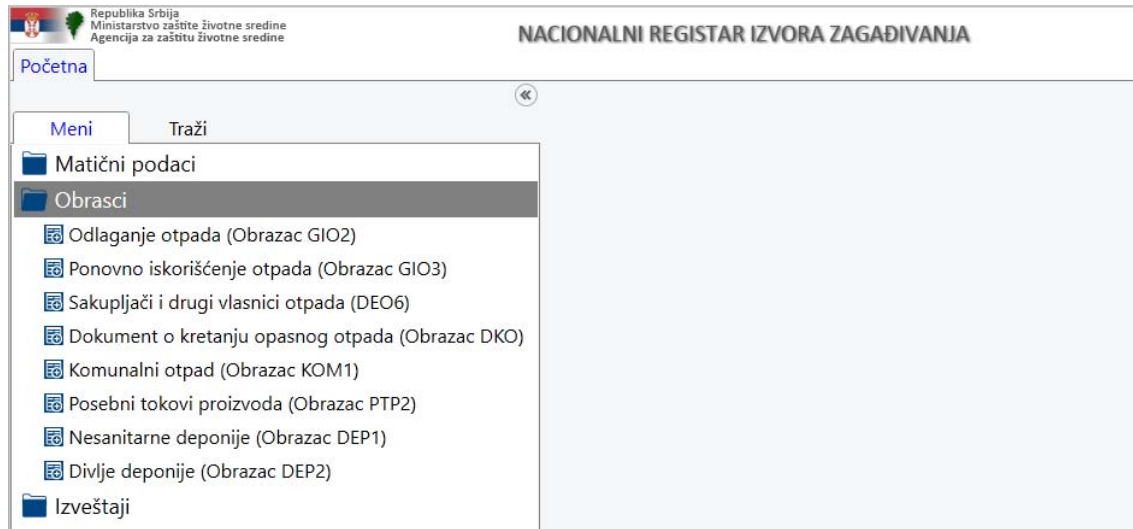 Republika Srbija
Ministarstvo zaštite životne sredine
Agencija za zaštitu životne sredine
NACIONALNI REGISTAR IZVORA ZAGAĐIVANJA
Početna
Meni
Traži
Matični podaci
Obrasci
Odlaganje otpada (Obrazac GIO2)
Ponovno iskorišćenje otpada (Obrazac GIO3)
Sakupljači i drugi vlasnici otpada (DEO6)
Dokument o kretanju opasnog otpada (Obrazac DKO)
Komunalni otpad (Obrazac KOM1)
Posebni tokovi proizvoda (Obrazac PTP2)
Nesanitarne deponije (Obrazac DEP1)
Divlje deponije (Obrazac DEP2)
Izveštaji